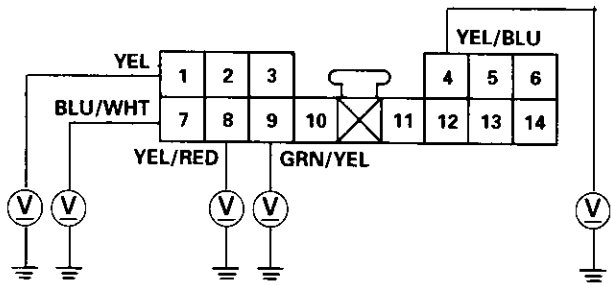 YEL/BLU
YEL 1 2 3 4 5 6
BLU/WHT 7 8 9 10 11 12 13 14
YEL/RED GRN/YEL
V V V V V